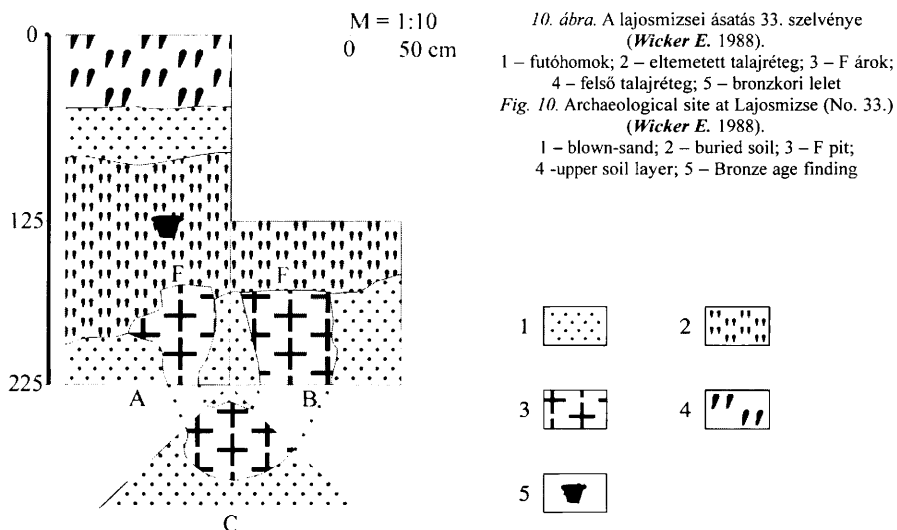 0
125
225
M = 1:10
0 50 cm
F
F
A
B
C
10. ábra. A lajosmizsei ásatás 33. szelvénye
(Wicker E. 1988).
1 – futóhomok; 2 – eltemetett talajréteg; 3 – F árok;
4 – felső talajréteg; 5 – bronzkori lelet
Fig. 10. Archaeological site at Lajosmizse (No. 33.)
(Wicker E. 1988).
1 – blown-sand; 2 – buried soil; 3 – F pit;
4 -upper soil layer; 5 – Bronze age finding
1
2
3
4
5